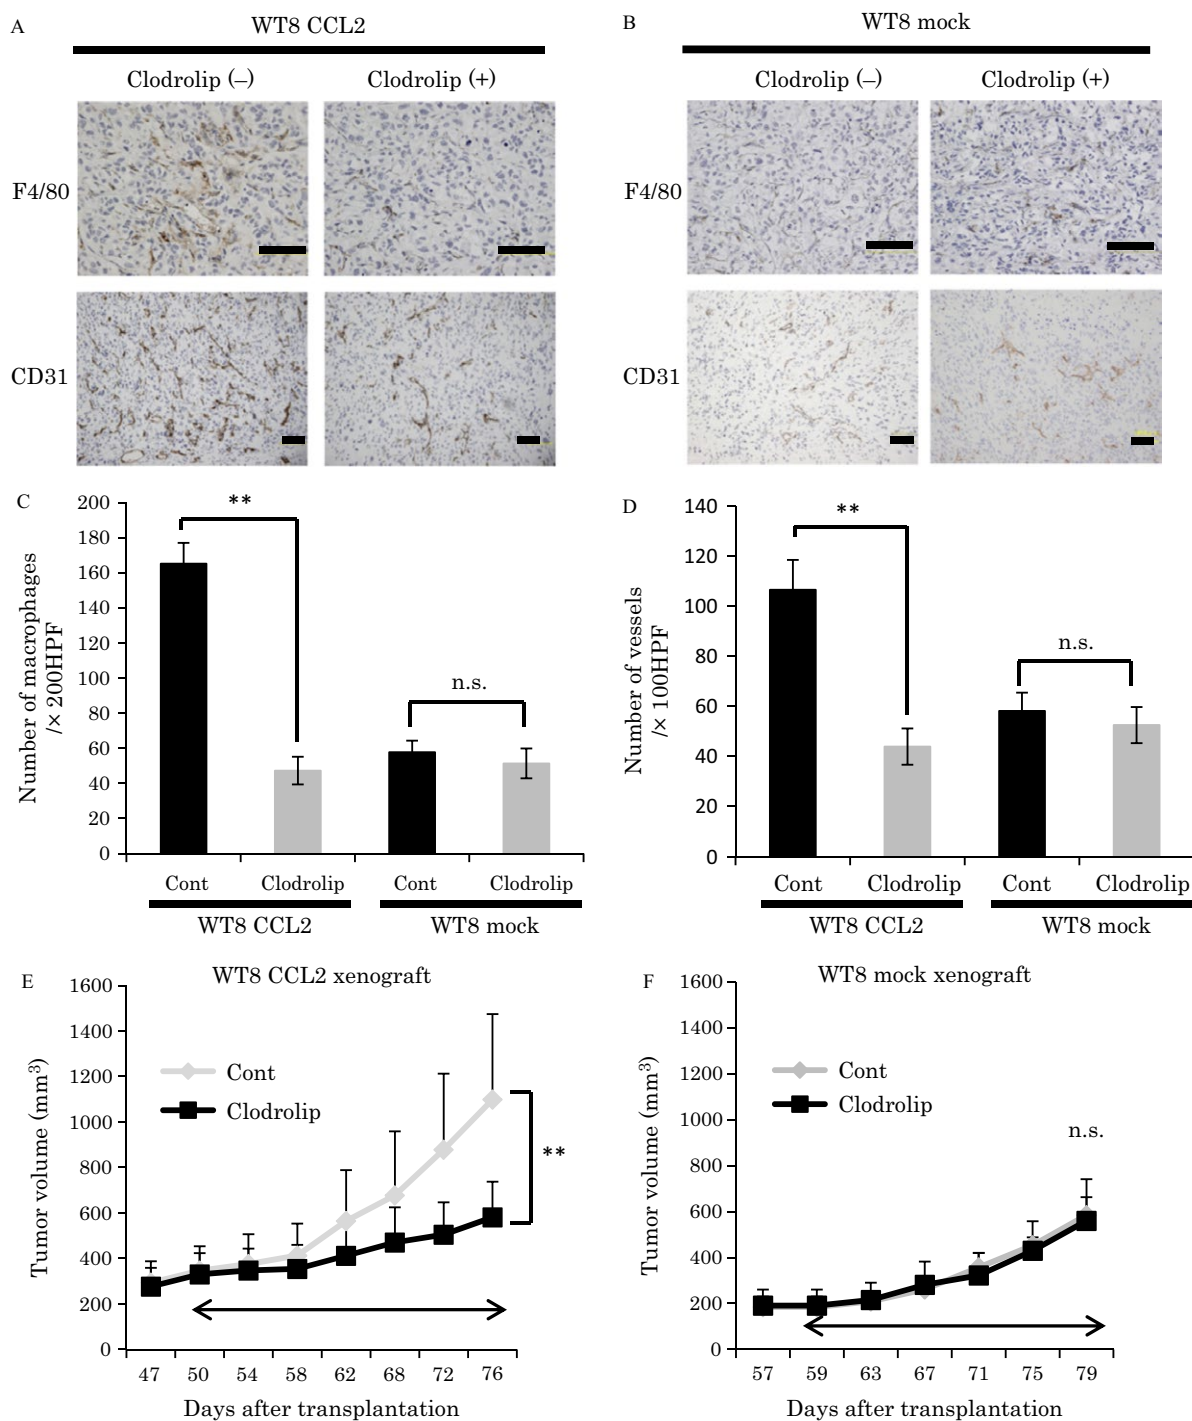 A
WT8 CCL2
Clodrolip (–)
Clodrolip (+)
F4/80
CD31
B
WT8 mock
Clodrolip (–)
Clodrolip (+)
F4/80
CD31
C
Number of macrophages
/× 200HPF
200
180
160
140
120
100
80
60
40
20
0
**
n.s.
Cont
Clodrolip
Cont
Clodrolip
WT8 CCL2
WT8 mock
D
Number of vessels
/× 100HPF
140
120
100
80
60
40
20
0
**
n.s.
Cont
Clodrolip
Cont
Clodrolip
WT8 CCL2
WT8 mock
E
WT8 CCL2 xenograft
Tumor volume (mm³)
1600
1400
1200
1000
800
600
400
200
0
Cont
Clodrolip
**
47 50 54 58 62 68 72 76
Days after transplantation
F
WT8 mock xenograft
Tumor volume (mm³)
1600
1400
1200
1000
800
600
400
200
0
Cont
Clodrolip
n.s.
57 59 63 67 71 75 79
Days after transplantation